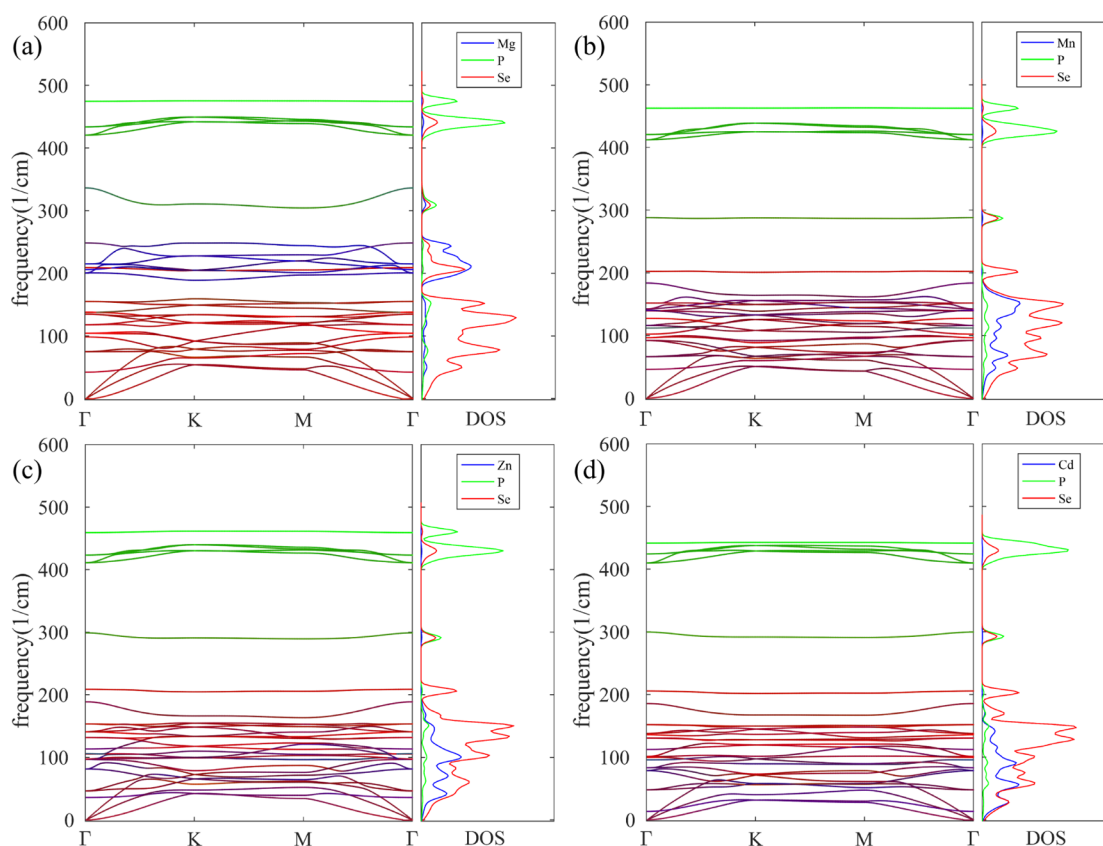 (a)
600
500
400
300
200
100
0
frequency(1/cm)
Γ K M Γ DOS
Mg
P
Se
(b)
600
500
400
300
200
100
0
frequency(1/cm)
Γ K M Γ DOS
Mn
P
Se
(c)
600
500
400
300
200
100
0
frequency(1/cm)
Γ K M Γ DOS
Zn
P
Se
(d)
600
500
400
300
200
100
0
frequency(1/cm)
Γ K M Γ DOS
Cd
P
Se